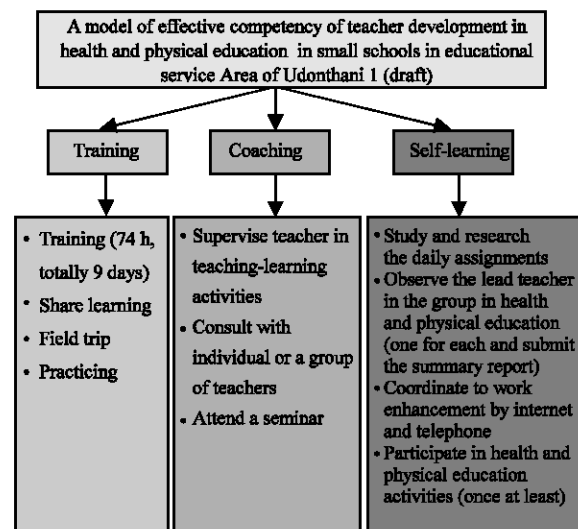 A model of effective competency of teacher development in
health and physical education in small schools in educational
service Area of Udonthani 1 (draft)
Training
Coaching
Self-learning
• Training (74 h,
totally 9 days)
• Share learning
• Field trip
• Practicing
• Supervise teacher in
teaching-learning
activities
• Consult with
individual or a group
of teachers
• Attend a seminar
• Study and research
the daily assignments
• Observe the lead teacher
in the group in health
and physical education
(one for each and submit
the summary report)
• Coordinate to work
enhancement by internet
and telephone
• Participate in health and
physical education
activities (once at least)